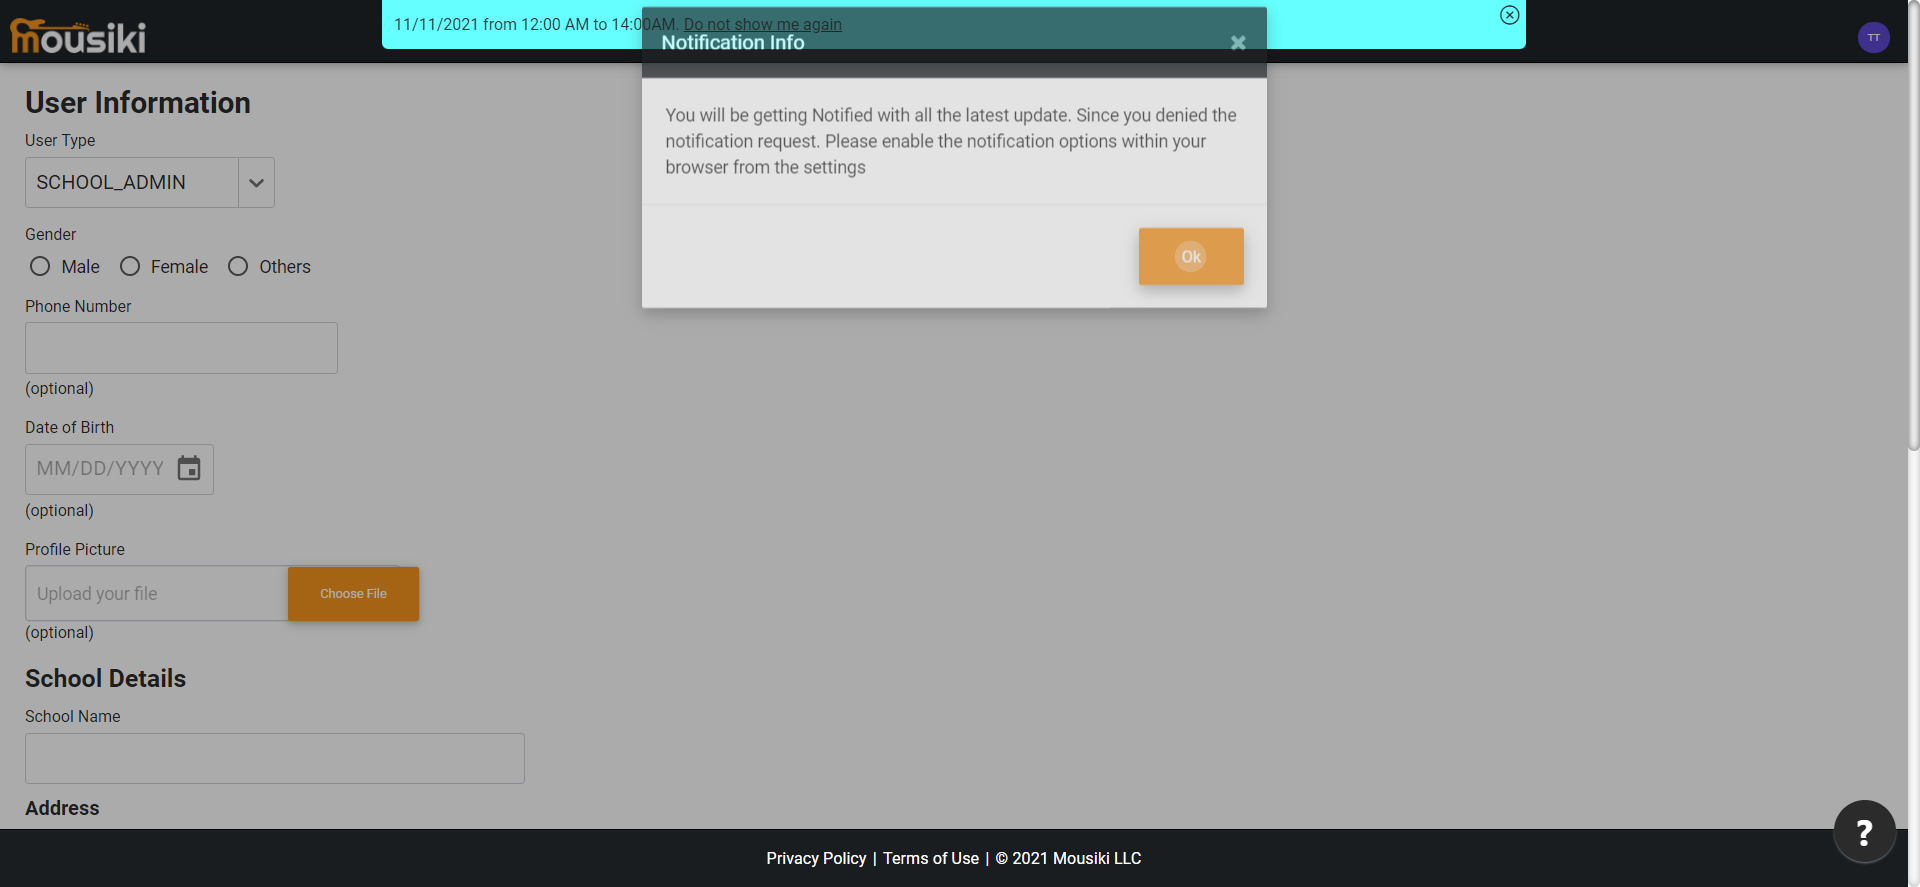 mousiki
11/11/2021 from 12:00 AM to 14:00AM. Do not show me again
TT
Notification Info
You will be getting Notified with all the latest update. Since you denied the
notification request. Please enable the notification options within your
browser from the settings
Ok
User Information
User Type
SCHOOL_ADMIN
Gender
Male Female Others
Phone Number
(optional)
Date of Birth
MM/DD/YYYY
(optional)
Profile Picture
Upload your file Choose File
(optional)
School Details
School Name
Address
?
Privacy Policy | Terms of Use | © 2021 Mousiki LLC